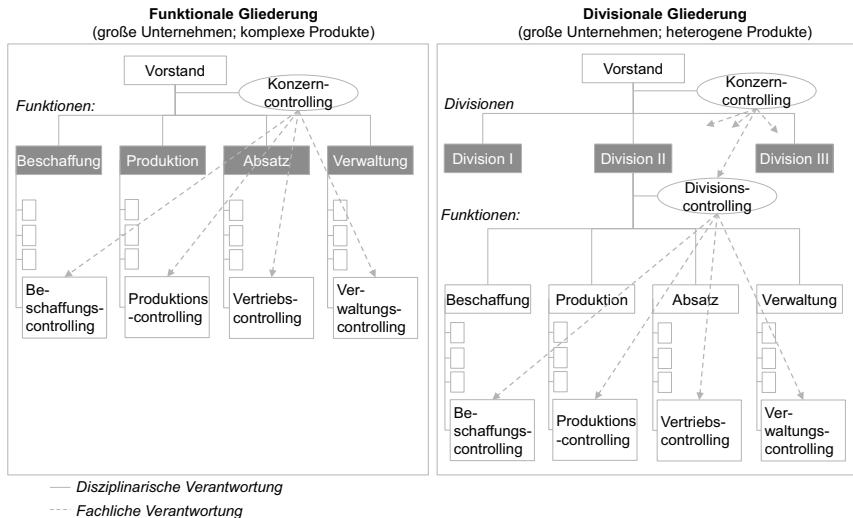 Funktionale Gliederung
(große Unternehmen; komplexe Produkte)
Vorstand
Konzern-
controlling
Funktionen:
Beschaffung
Produktion
Absatz
Verwaltung
Be-
schaffungs-
controlling
Produktions
-controlling
Vertriebs-
controlling
Ver-
waltungs-
controlling
Divisionale Gliederung
(große Unternehmen; heterogene Produkte)
Vorstand
Konzern-
controlling
Divisionen
Division I
Division II
Division III
Divisions-
controlling
Funktionen:
Beschaffung
Produktion
Absatz
Verwaltung
Be-
schaffungs-
controlling
Produktions
-controlling
Vertriebs-
controlling
Ver-
waltungs-
controlling
Disziplinarische Verantwortung
Fachliche Verantwortung